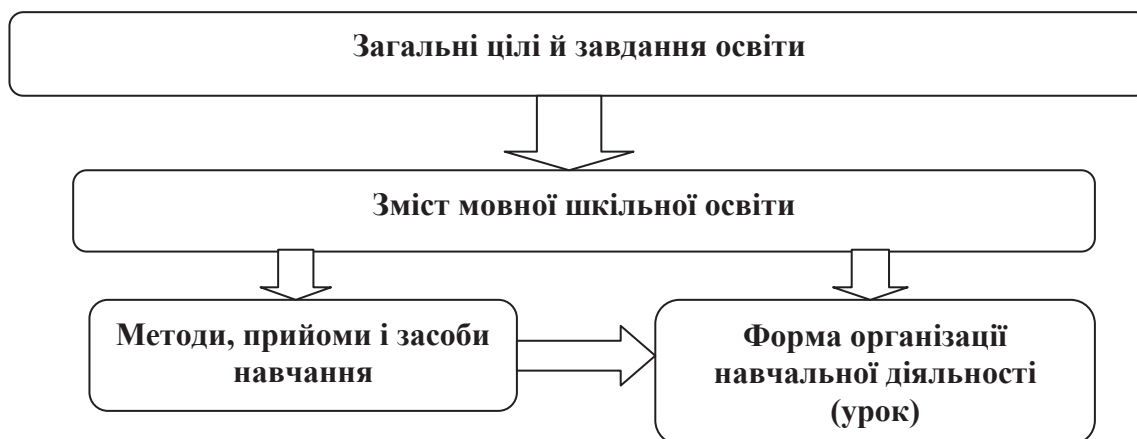 Загальні цілі й завдання освіти
Зміст мовної шкільної освіти
Методи, прийоми і засоби
навчання
Форма організації
навчальної діяльності
(урок)